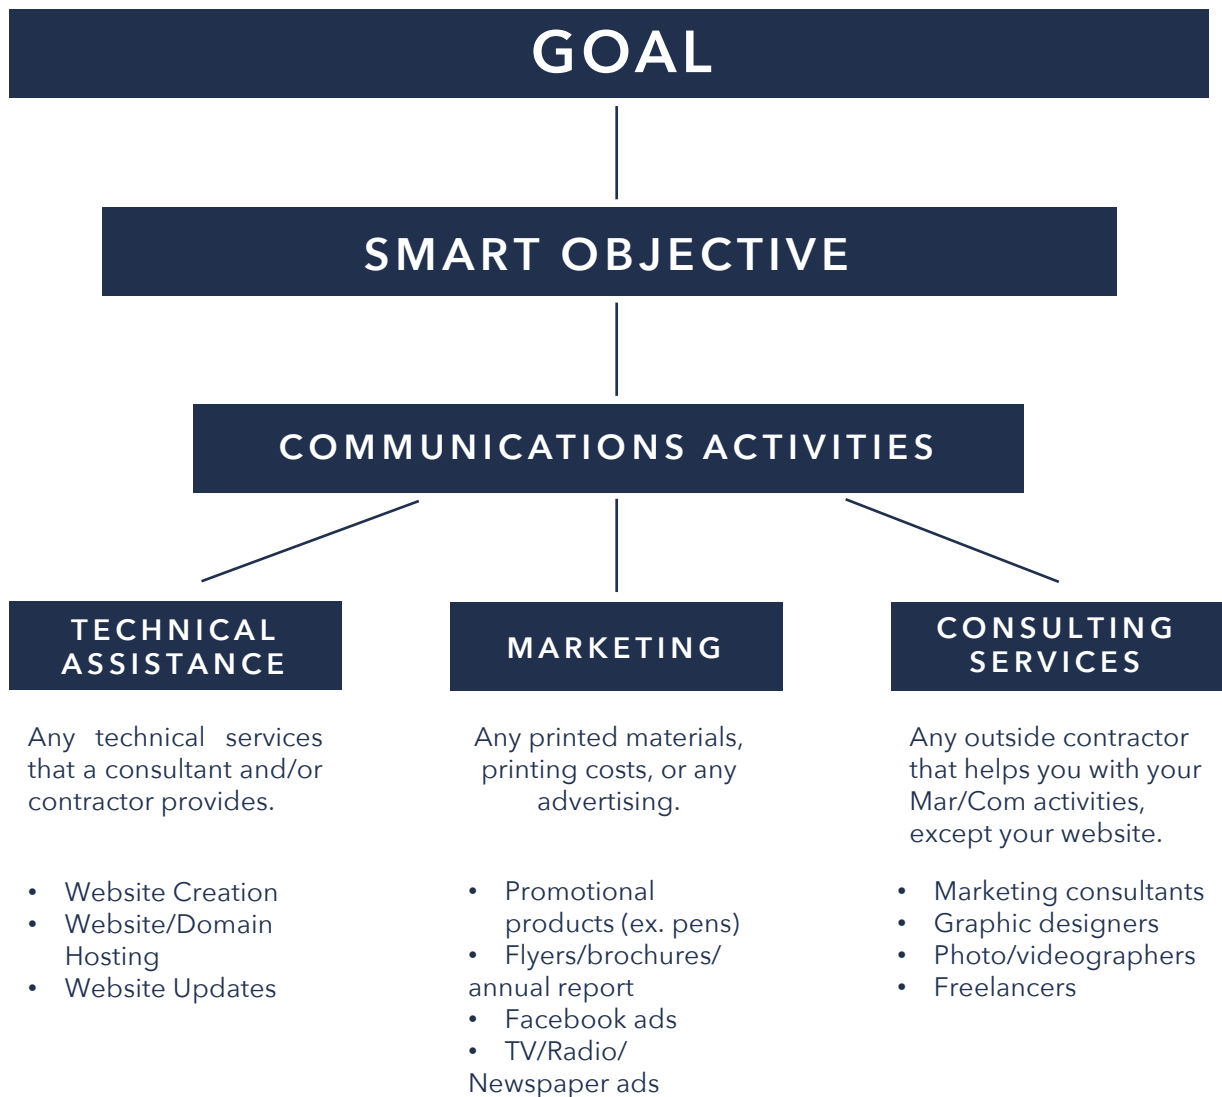 GOAL
SMART OBJECTIVE
COMMUNICATIONS ACTIVITIES
TECHNICAL
ASSISTANCE
Any technical services
that a consultant and/or
contractor provides.
• Website Creation
• Website/Domain
Hosting
• Website Updates
MARKETING
Any printed materials,
printing costs, or any
advertising.
• Promotional
products (ex. pens)
• Flyers/brochures/
annual report
• Facebook ads
• TV/Radio/
Newspaper ads
CONSULTING
SERVICES
Any outside contractor
that helps you with your
Mar/Com activities,
except your website.
• Marketing consultants
• Graphic designers
• Photo/videographers
• Freelancers